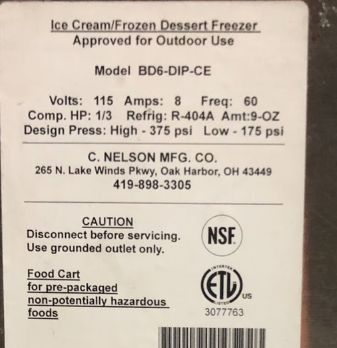 Ice Cream/Frozen Dessert Freezer
Approved for Outdoor Use
Model BD6-DIP-CE
Volts: 115 Amps: 8 Freq: 60
Comp. HP: 1/3 Refrig: R-404A Amt:9-OZ
Design Press: High - 375 psi Low - 175 psi
C. NELSON MFG. CO.
265 N. Lake Winds Pkwy, Oak Harbor, OH 43449
419-898-3305
CAUTION
Disconnect before servicing.
Use grounded outlet only.
NSF
Food Cart
for pre-packaged
non-potentially hazardous
foods
INTERTEK
ETL
LISTED
US
3077763